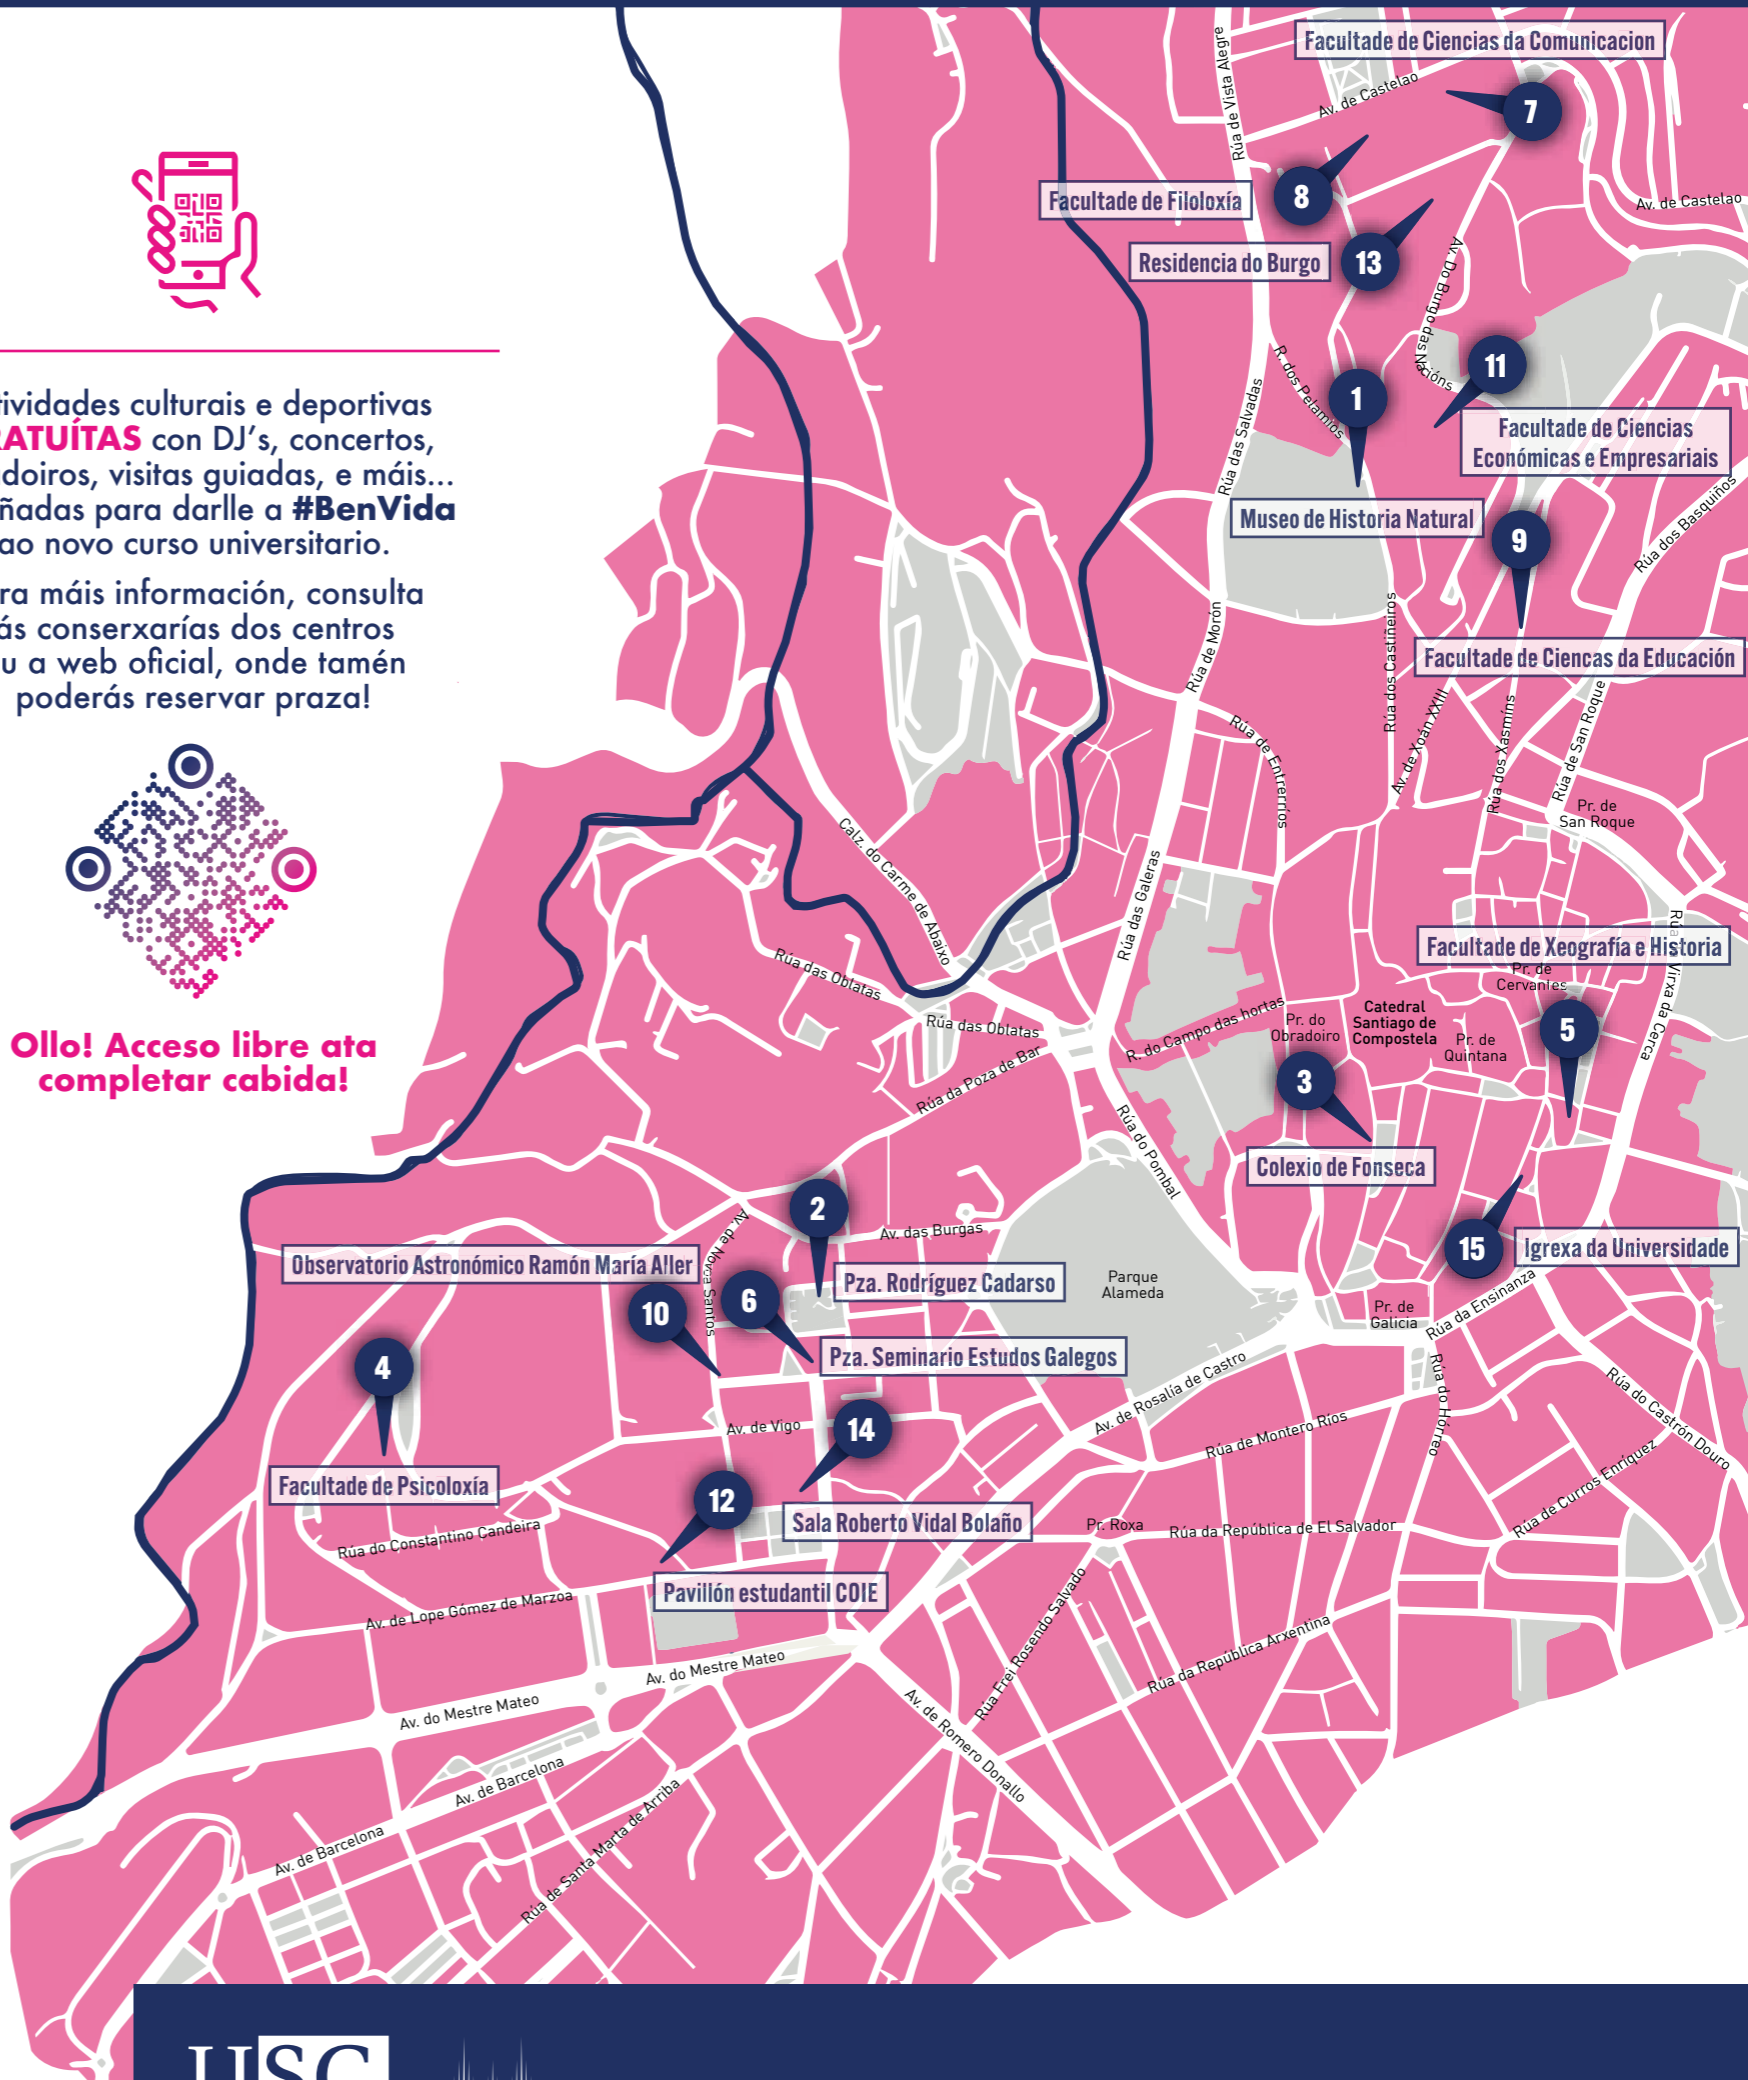 tividades culturais e deportivas
RATUÍTAS con DJ's, concertos,
doiros, visitas guiadas, e máis...
ñadas para darlle a #BenVida
ao novo curso universitario.
ra máis información, consulta
ás conserxarías dos centros
u a web oficial, onde tamén
poderás reservar praza!
Ollo! Acceso libre ata
completar cabida!
Facultade de Ciencias da Comunicacion
7
Rúa de Vista Alegre
Av. de Castelao
8
Facultade de Filoloxía
Av. de Castelao
Residencia do Burgo
13
Av. Do Burgo das Nacións
11
Facultade de Ciencias
Económicas e Empresariais
R. dos Pelamios
1
Rúa das Salvadas
Museo de Historia Natural
9
Rúa dos Basquiños
Facultade de Ciencas da Educación
Rúa de Morón
Rúa dos Castiñeiros
Av. de Xoán XXIII
Rúa dos Xasmíns
Rúa de San Roque
Rúa de Entrerríos
Pr. de
San Roque
Calz. do Carme de Abaixo
Rúa das Galeras
Facultade de Xeografía e Historia
Rúa da Virxa da Cerca
Pr. de
Cervantes
Rúa das Oblatas
Rúa das Oblatas
R. do Campo das hortas
Pr. do
Obradoiro
Catedral
Santiago de
Compostela
Pr. de
Quintana
5
3
Rúa da Poza de Bar
Rúa do Pombal
Colexio de Fonseca
2
Av. das Burgas
15
Igrexa da Universidade
Av. de Novoa Santos
Observatorio Astronómico Ramón María Aller
Pza. Rodríguez Cadarso
Parque
Alameda
10
6
Pr. de
Galicia
Rúa da Ensinanza
4
Pza. Seminario Estudos Galegos
Av. de Rosalía de Castro
Rúa do Hórreo
Rúa do Castrón Douro
Av. de Vigo
14
Rúa de Montero Ríos
Facultade de Psicoloxía
12
Rúa de Curros Enríquez
Sala Roberto Vidal Bolaño
Pr. Roxa
Rúa da República de El Salvador
Rúa do Constantino Candeira
Pavillón estudantil COIE
Av. de Lope Gómez de Marzoa
Rúa Frei Rosendo Salvado
Rúa da República Arxentina
Av. do Mestre Mateo
Av. do Mestre Mateo
Av. de Romero Donallo
Av. de Barcelona
Av. de Barcelona
Rúa de Santa Marta de Arriba
USC